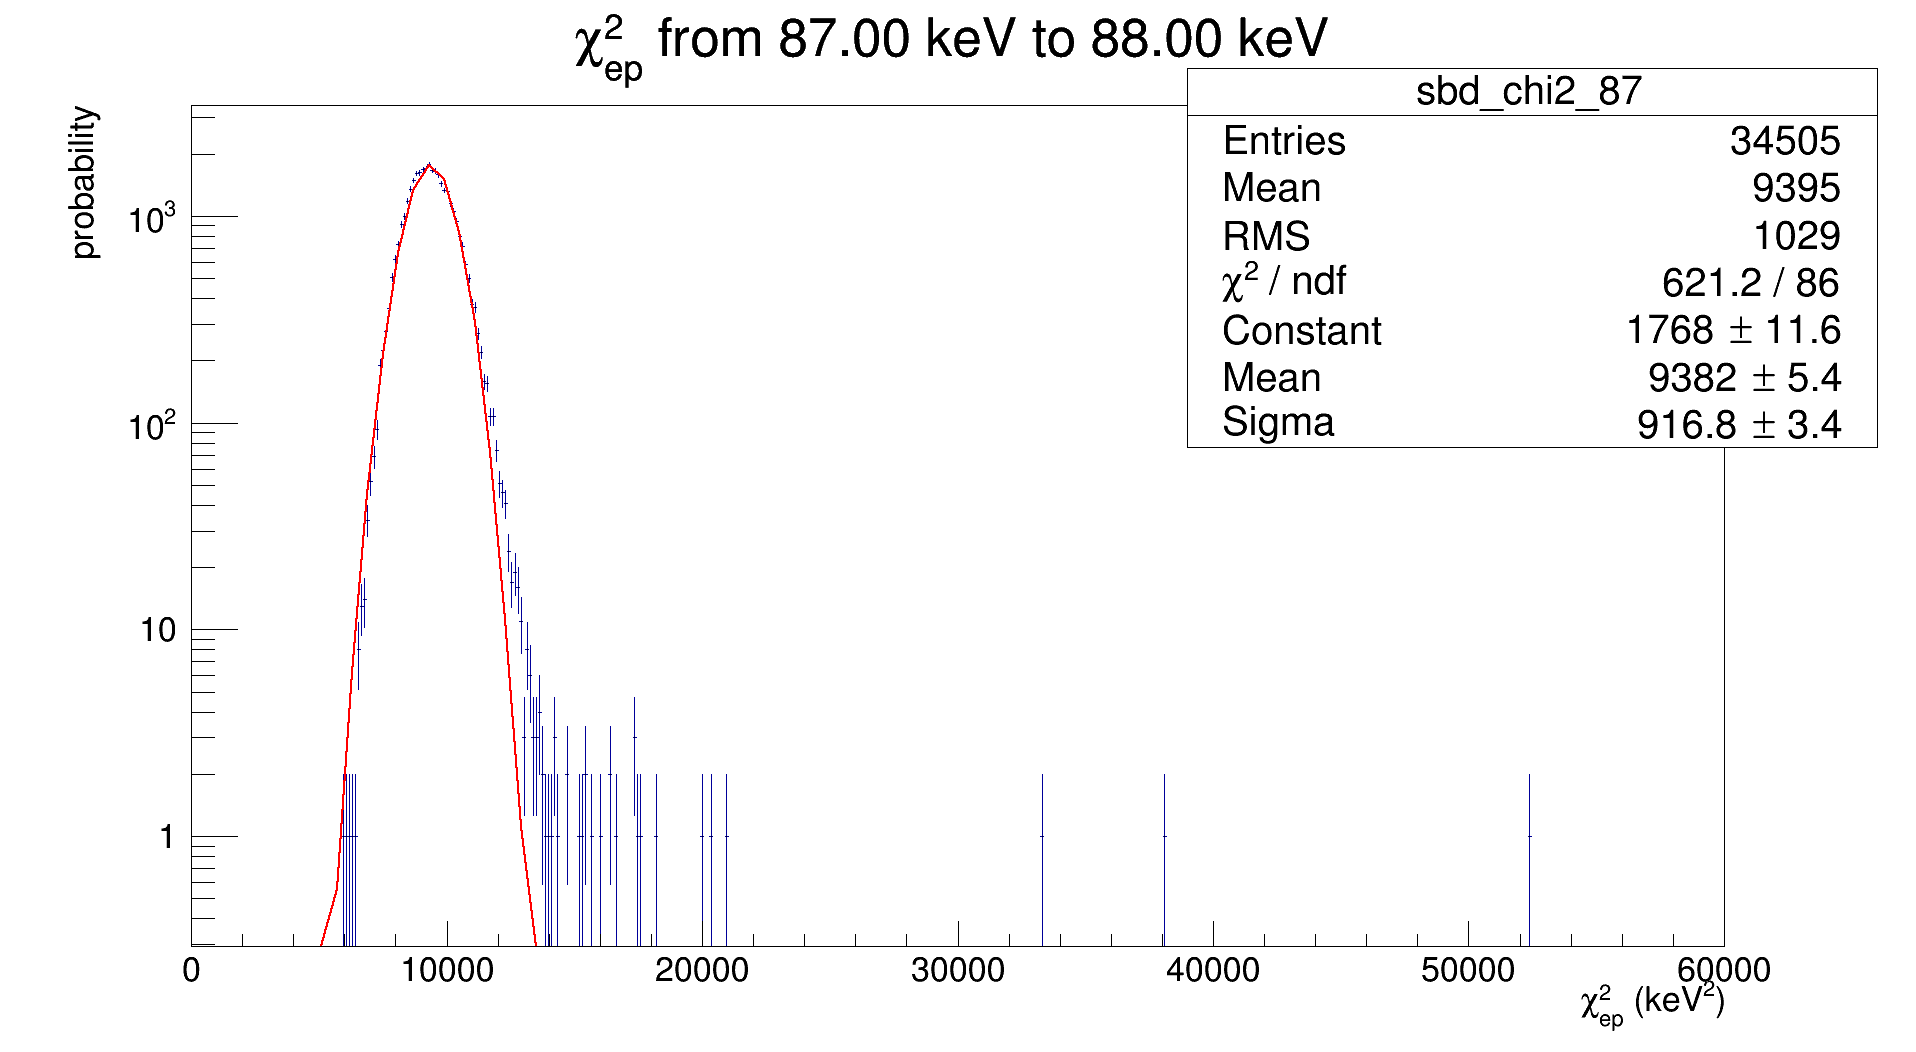 χ²ep from 87.00 keV to 88.00 keV
sbd_chi2_87
Entries 34505
Mean 9395
RMS 1029
χ² / ndf 621.2 / 86
Constant 1768 ± 11.6
Mean 9382 ± 5.4
Sigma 916.8 ± 3.4
probability
10³
10²
10
1
0 10000 20000 30000 40000 50000 60000
χ²ep (keV²)